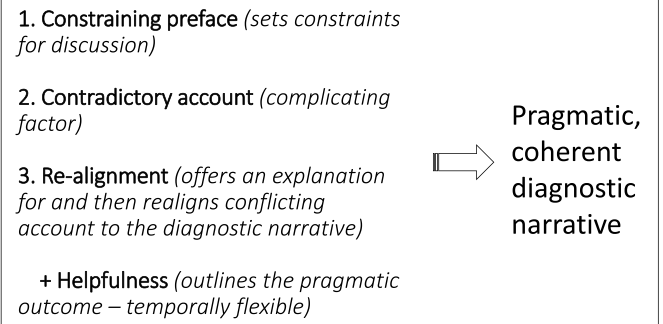 1. Constraining preface (sets constraints
for discussion)
2. Contradictory account (complicating
factor)
3. Re-alignment (offers an explanation
for and then realigns conflicting
account to the diagnostic narrative)
+ Helpfulness (outlines the pragmatic
outcome – temporally flexible)
Pragmatic,
coherent
diagnostic
narrative